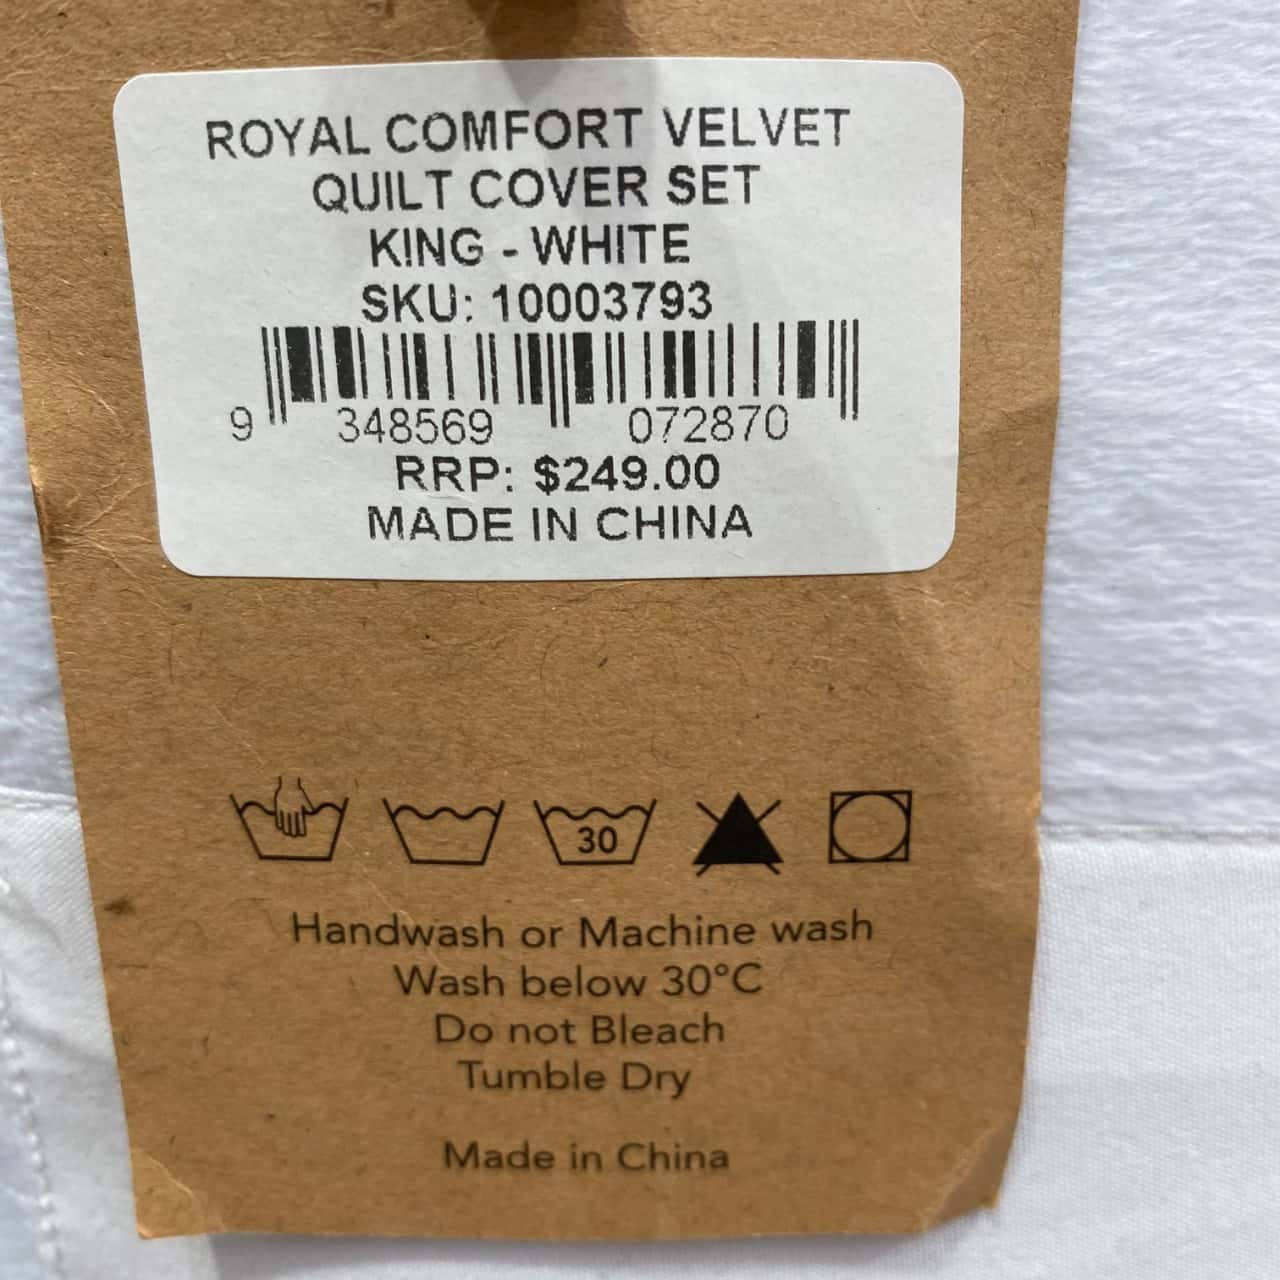 ROYAL COMFORT VELVET
QUILT COVER SET
KING - WHITE
SKU: 10003793
9 348569 072870
RRP: $249.00
MADE IN CHINA
30
Handwash or Machine wash
Wash below 30°C
Do not Bleach
Tumble Dry
Made in China